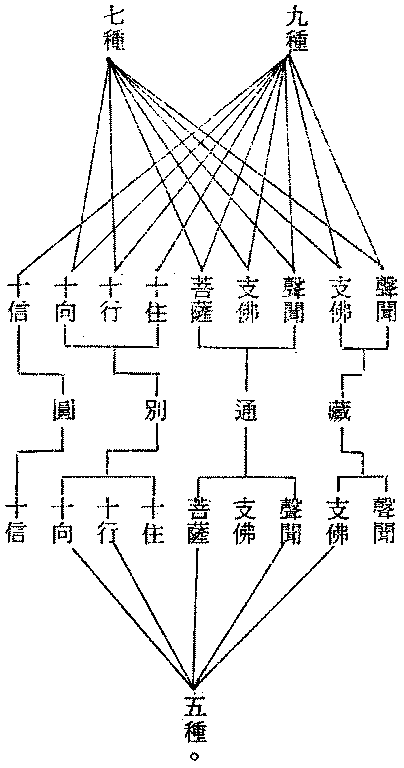 九種
七種
聲聞
支佛
聲聞
支佛
菩薩
十住
十行
十向
十信
藏
通
別
圓
聲聞
支佛
聲聞
支佛
菩薩
十住
十行
十向
十信
五種。